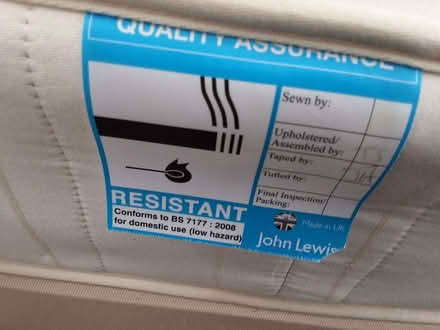 QUALITY ASSURANCE
Sewn by:
Upholstered/
Assembled by:
Taped by:
Tufted by:
Final Inspection/
Packing:
RESISTANT
Conforms to BS 7177 : 2008
for domestic use (low hazard)
Made in UK
John Lewis